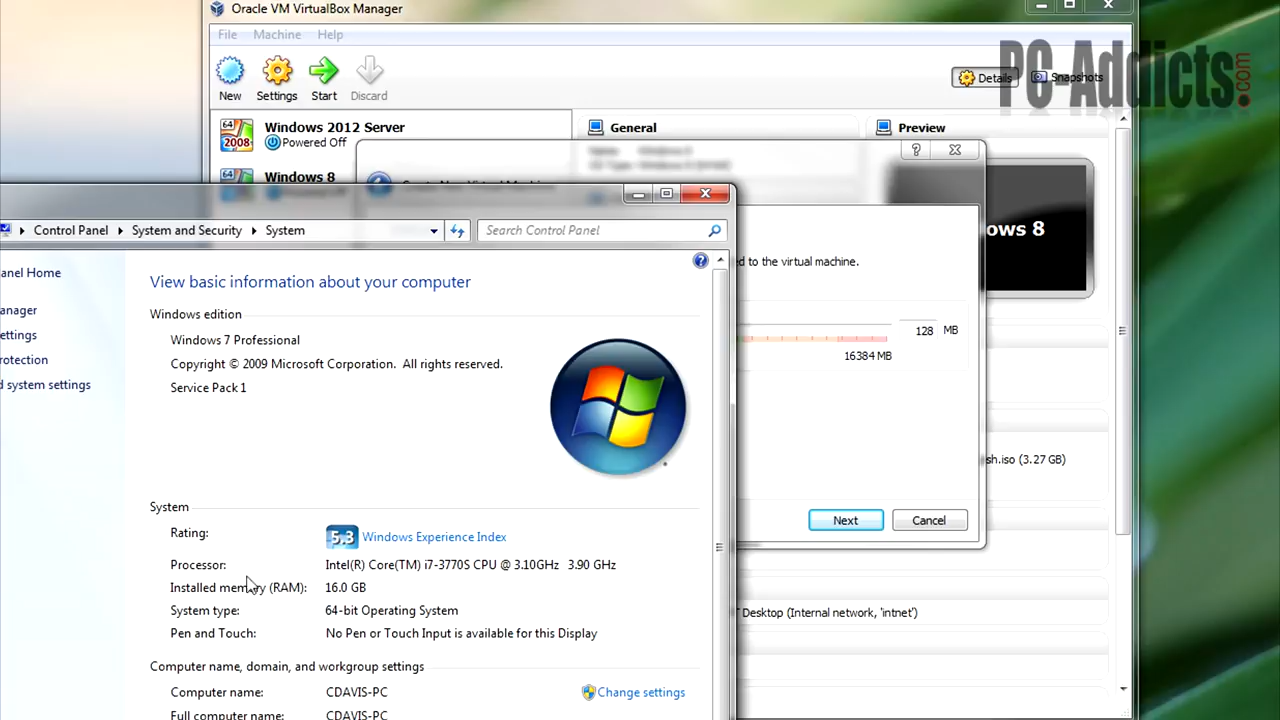 Oracle VM VirtualBox Manager
File Machine Help
PC-Addicts.com
New Settings Start Discard
Details Snapshots
64 2008 Windows 2012 Server
Powered Off
General
Preview
64 Windows 8
ows 8
Control Panel System and Security System
Search Control Panel
anel Home
anager
ettings
rotection
d system settings
View basic information about your computer
Windows edition
Windows 7 Professional
Copyright © 2009 Microsoft Corporation. All rights reserved.
Service Pack 1
System
Rating: 5.3 Windows Experience Index
Processor: Intel(R) Core(TM) i7-3770S CPU @ 3.10GHz 3.90 GHz
Installed memory (RAM): 16.0 GB
System type: 64-bit Operating System
Pen and Touch: No Pen or Touch Input is available for this Display
Computer name, domain, and workgroup settings
Computer name: CDAVIS-PC
Change settings
Full computer name: CDAVIS-PC
ed to the virtual machine.
128 MB
16384 MB
Next Cancel
sh.iso (3.27 GB)
Desktop (Internal network, 'intnet')